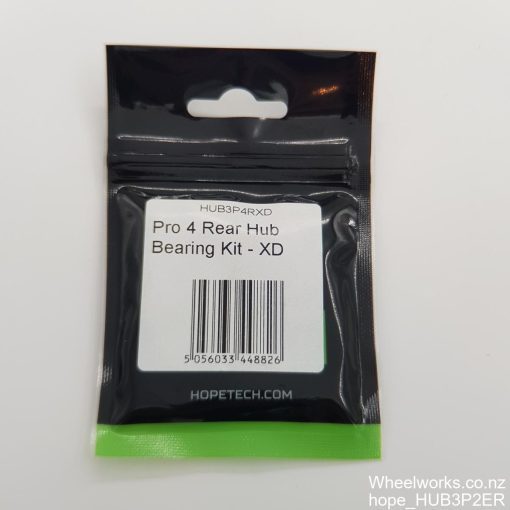 HUB3P4RXD
Pro 4 Rear Hub
Bearing Kit - XD
5 056033 448826
HOPETECH.COM
Wheelworks.co.nz
hope_HUB3P2ER